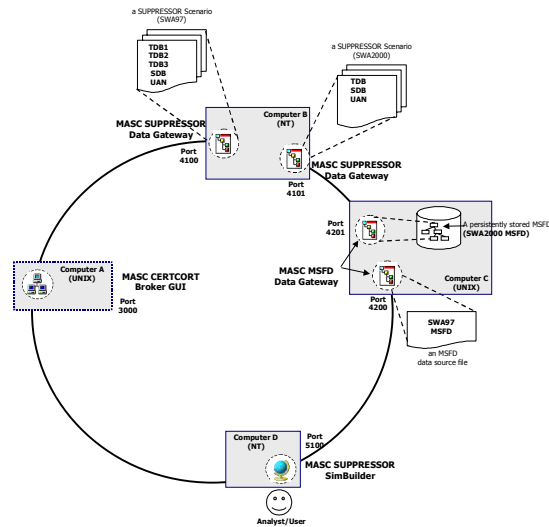 a SUPPRESSOR Scenario
(SWA97)
TDB1
TDB2
TDB3
SDB
UAN
a SUPPRESSOR Scenario
(SWA2000)
TDB
SDB
UAN
MASC SUPPRESSOR
Data Gateway
Port
4100
Computer B
(NT)
MASC SUPPRESSOR
Data Gateway
Port
4101
Port
4201
A persistently stored MSFD
(SWA2000 MSFD)
MASC MSFD
Data Gateway
Computer C
(UNIX)
Port
4200
Computer A
(UNIX)
MASC CERTCORT
Broker GUI
Port
3000
SWA97
MSFD
an MSFD
data source file
Computer D
(NT)
Port
5100
MASC SUPPRESSOR
SimBuilder
Analyst/User